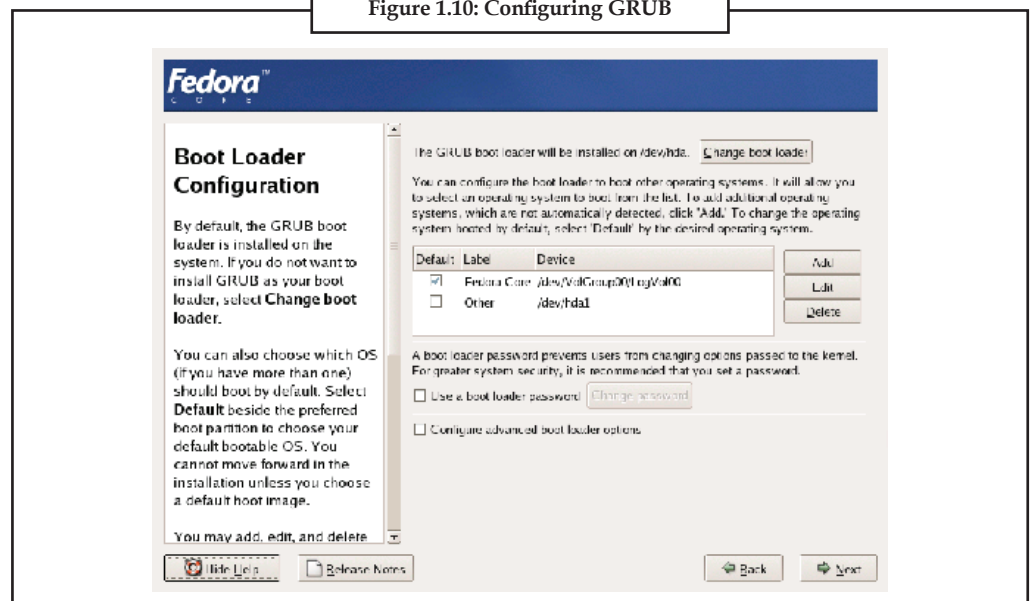 Figure 1.10: Configuring GRUB
Fedora™
CORE
Boot Loader
Configuration
By default, the GRUB boot
loader is installed on the
system. If you do not want to
install GRUB as your boot
loader, select Change boot
loader.
You can also choose which OS
(if you have more than one)
should boot by default. Select
Default beside the preferred
boot partition to choose your
default bootable OS. You
cannot move forward in the
installation unless you choose
a default boot image.
You may add, edit, and delete
The GRUB boot loader will be installed on /dev/hda. Change boot loader
You can configure the boot loader to boot other operating systems. It will allow you
to select an operating system to boot from the list. To add additional operating
systems, which are not automatically detected, click 'Add.' To change the operating
system booted by default, select 'Default' by the desired operating system.
Default Label Device
Fedora Core /dev/VolGroup00/LogVol00
Other /dev/hda1
Add
Edit
Delete
A boot loader password prevents users from changing options passed to the kernel.
For greater system security, it is recommended that you set a password.
Use a boot loader password Change password
Configure advanced boot loader options
Hide Help Release Notes Back Next